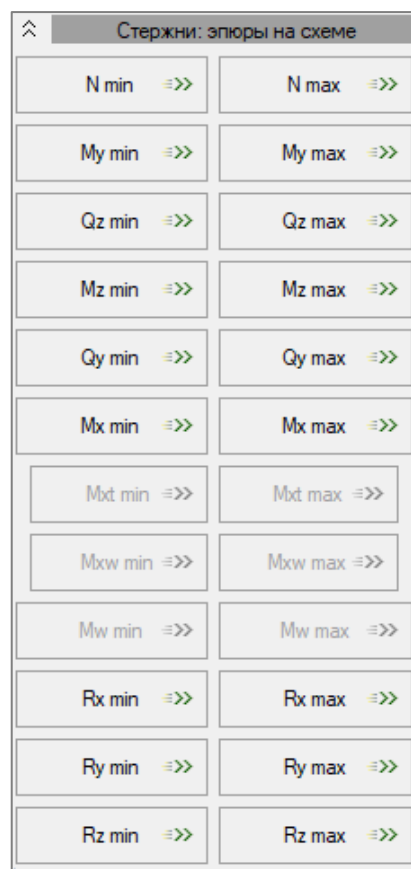 Стержни: эпюры на схеме
N min N max
My min My max
Qz min Qz max
Mz min Mz max
Qy min Qy max
Mx min Mx max
Mxt min Mxt max
Mxw min Mxw max
Mw min Mw max
Rx min Rx max
Ry min Ry max
Rz min Rz max